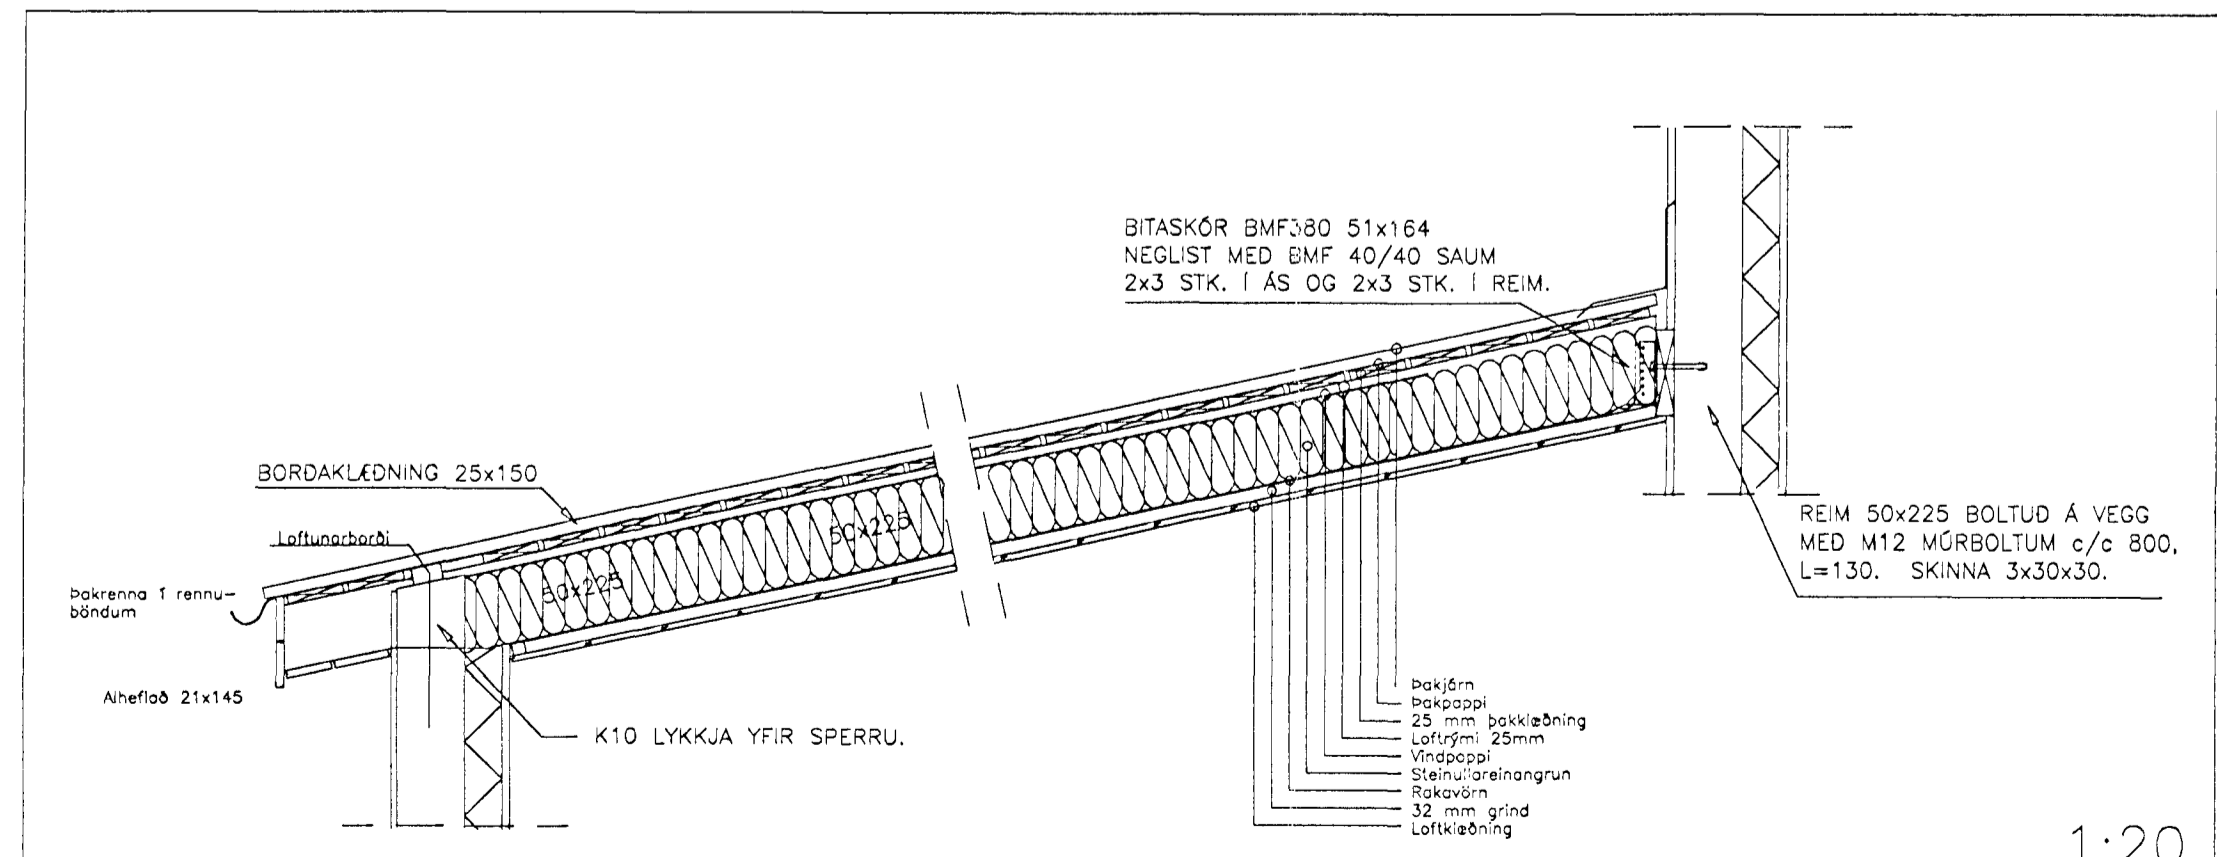 BITASKÓR BMF380 51x164
NEGLIST MED BMF 40/40 SAUM
2x3 STK. Í ÁS OG 2x3 STK. Í REIM.
BORÐAKLÆÐNING 25x150
Loftunarborði
Þakrenna í rennu-
böndum
Alheflað 21x145
50x225
50x225
K10 LYKKJA YFIR SPERRU.
REIM 50x225 BOLTUÐ Á VEGG
MED M12 MÚRBOLTUM c/c 800,
L=130. SKINNA 3x30x30.
Þakjárn
Þakpappi
25 mm þakklæðning
Loftrými 25mm
Vindpappi
Steinullareinangrun
Rakavörn
32 mm grind
Loftklæðning
1:20